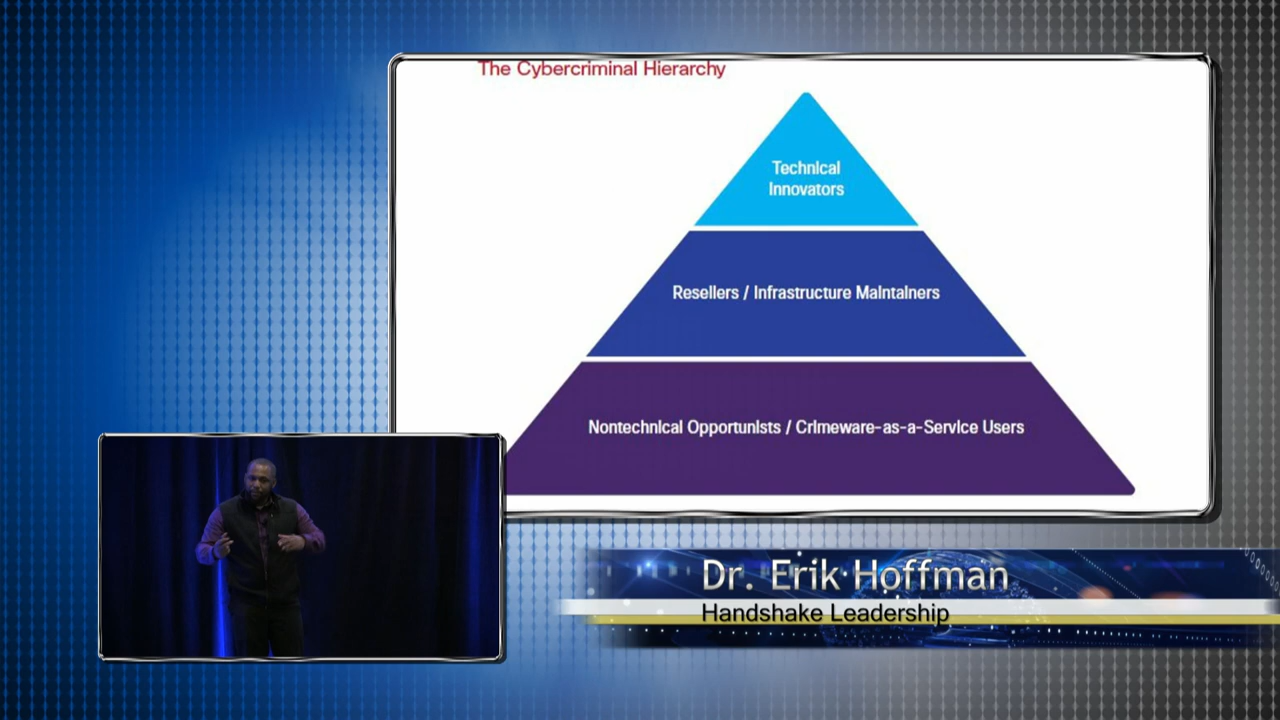 The Cybercriminal Hierarchy
Technical
Innovators
Resellers / Infrastructure Maintainers
Nontechnical Opportunists / Crimeware-as-a-Service Users
Dr. Erik Hoffman
Handshake Leadership